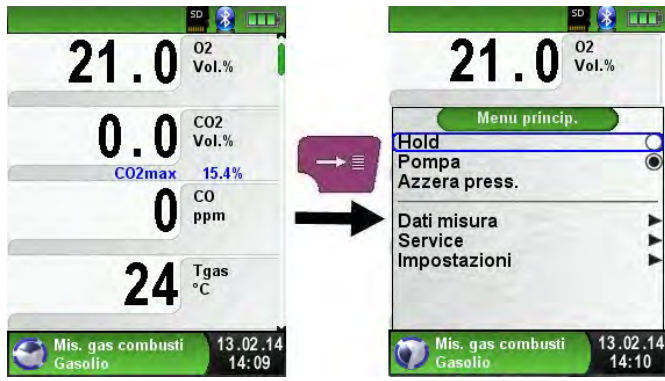 SD
21.0 O2 Vol.%
0.0 CO2 Vol.%
CO2max 15.4%
0 CO ppm
24 Tgas °C
Mis. gas combusti 13.02.14
Gasolio 14:09
SD
21.0 O2 Vol.%
Menu princip.
Hold
Pompa
Azzera press.
Dati misura
Service
Impostazioni
Mis. gas combusti 13.02.14
Gasolio 14:10